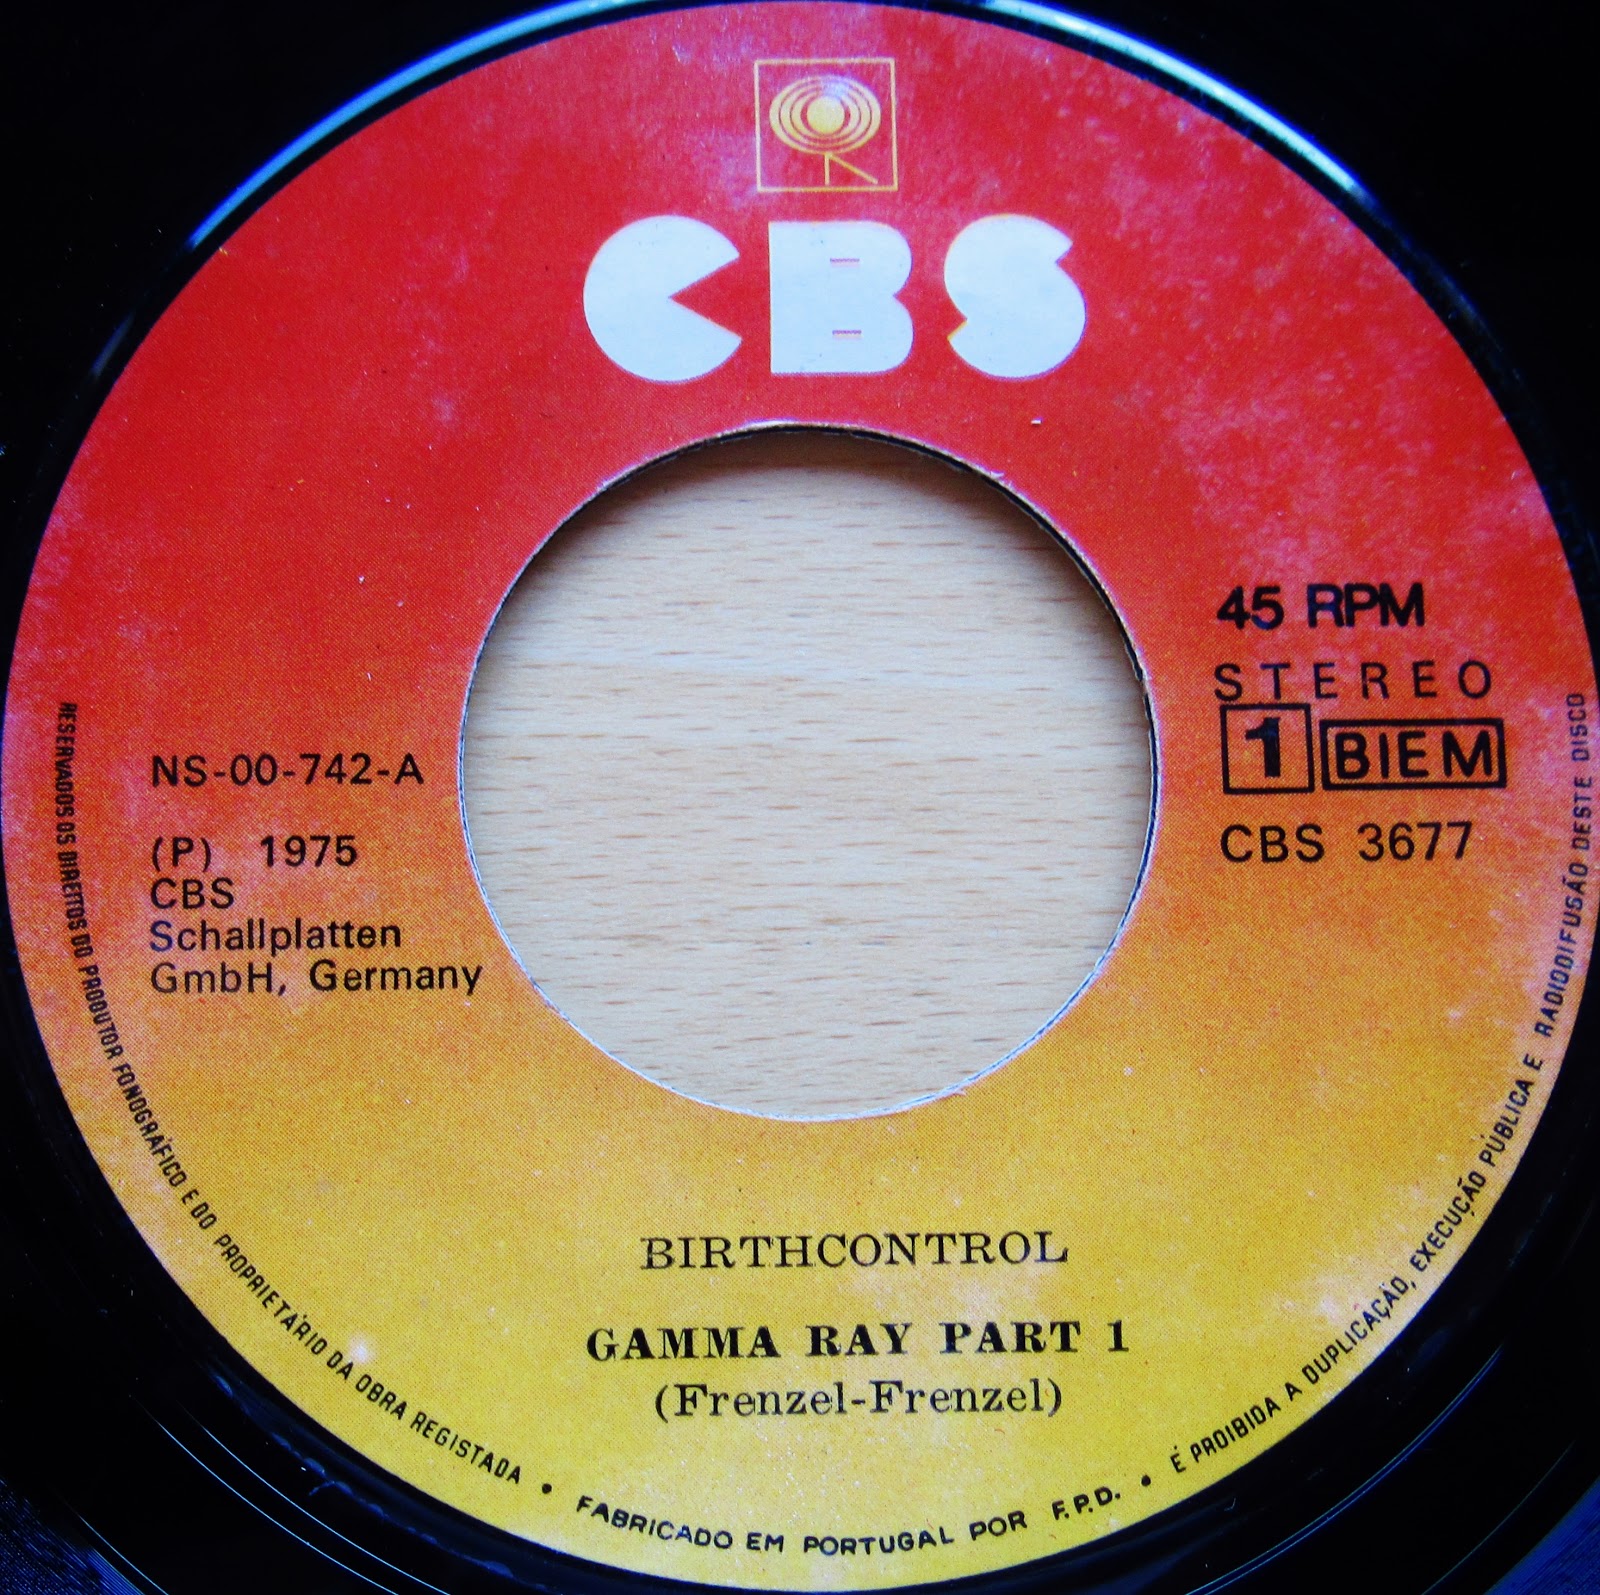 CBS
45 RPM
STEREO
1 BIEM
CBS 3677
NS-00-742-A
(P) 1975
CBS
Schallplatten
GmbH, Germany
BIRTHCONTROL
GAMMA RAY PART 1
(Frenzel-Frenzel)
RESERVADOS OS DIREITOS DO PRODUTOR FONOGRÁFICO E DO PROPRIETÁRIO DA OBRA REGISTADA • FABRICADO EM PORTUGAL POR F.P.D. • É PROIBIDA A DUPLICAÇÃO, EXECUÇÃO PÚBLICA E RADIODIFUSÃO DESTE DISCO